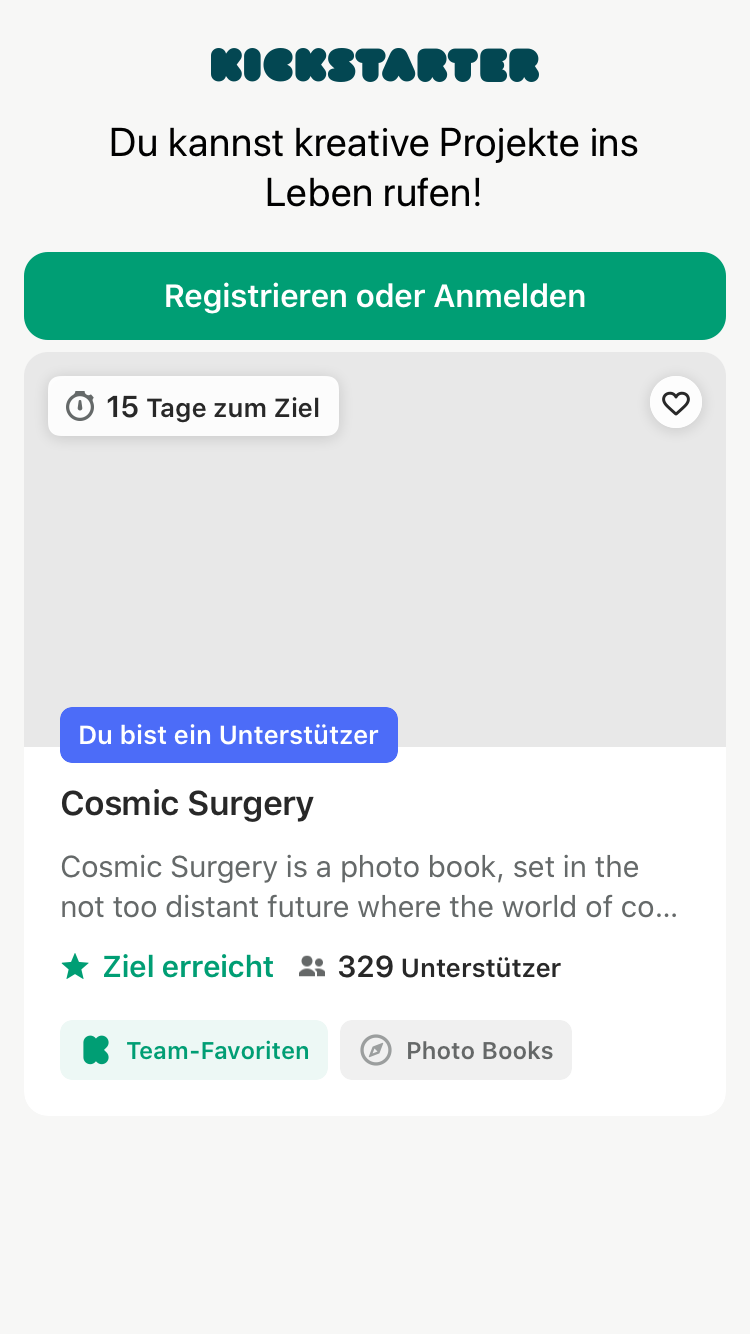 KICKSTARTER
Du kannst kreative Projekte ins
Leben rufen!
Registrieren oder Anmelden
15 Tage zum Ziel
Du bist ein Unterstützer
Cosmic Surgery
Cosmic Surgery is a photo book, set in the
not too distant future where the world of co...
Ziel erreicht 329 Unterstützer
Team-Favoriten Photo Books